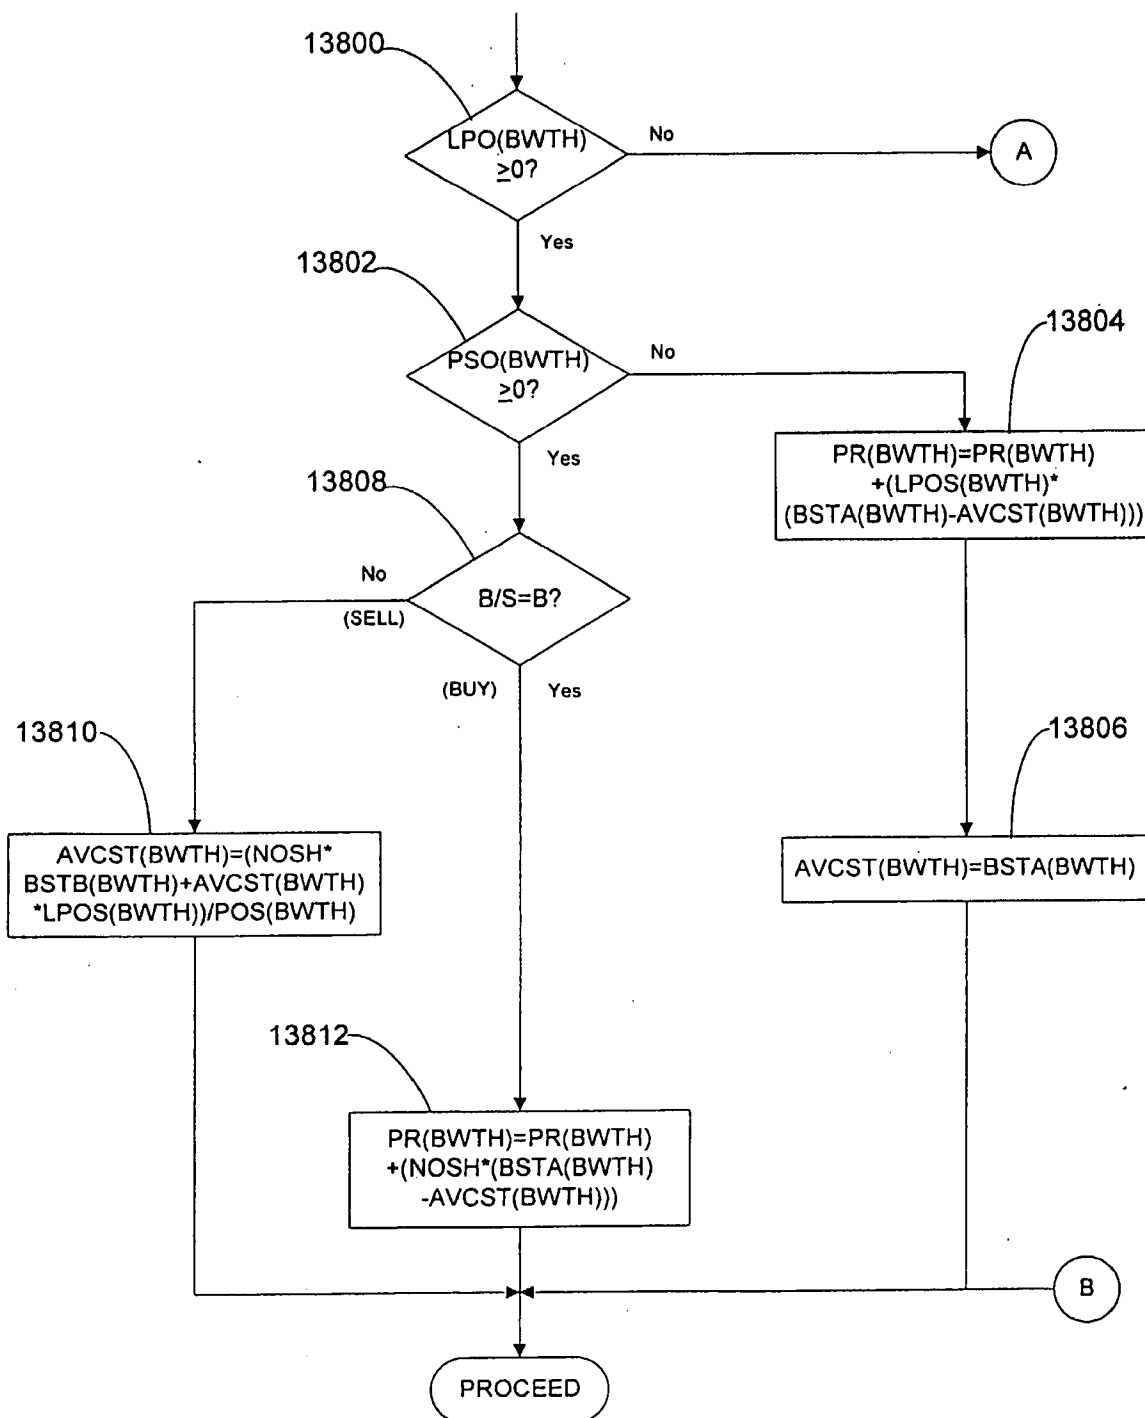 13800
LPO(BWTH)
≥0?
No
A
Yes
13802
PSO(BWTH)
≥0?
No
13804
PR(BWTH)=PR(BWTH)
+(LPOS(BWTH)*
(BSTA(BWTH)-AVCST(BWTH)))
Yes
13808
B/S=B?
No
(SELL)
(BUY) Yes
13810
AVCST(BWTH)=(NOSH*
BSTB(BWTH)+AVCST(BWTH)
*LPOS(BWTH))/POS(BWTH)
13806
AVCST(BWTH)=BSTA(BWTH)
13812
PR(BWTH)=PR(BWTH)
+(NOSH*(BSTA(BWTH)
-AVCST(BWTH)))
B
PROCEED